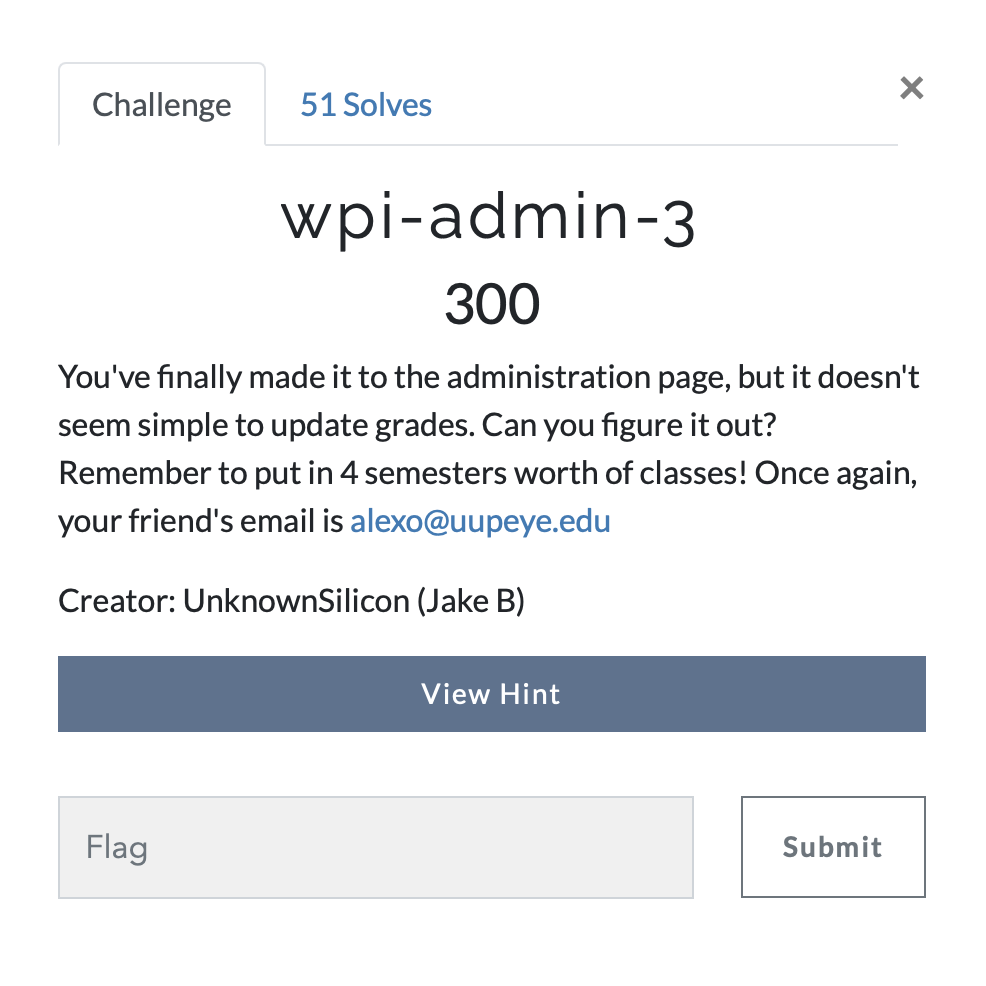 Challenge
51 Solves
×
wpi-admin-3
300
You've finally made it to the administration page, but it doesn't
seem simple to update grades. Can you figure it out?
Remember to put in 4 semesters worth of classes! Once again,
your friend's email is alexo@uupeye.edu
Creator: UnknownSilicon (Jake B)
View Hint
Flag
Submit